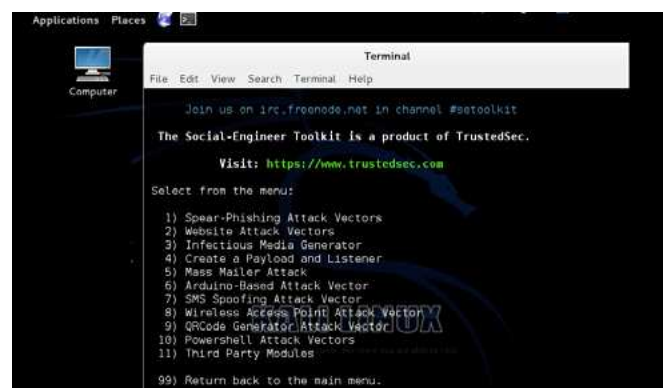 Applications Places
Computer
Terminal
File Edit View Search Terminal Help
Join us on irc.freenode.net in channel #setoolkit
The Social-Engineer Toolkit is a product of TrustedSec.
Visit: https://www.trustedsec.com
Select from the menu:
1) Spear-Phishing Attack Vectors
2) Website Attack Vectors
3) Infectious Media Generator
4) Create a Payload and Listener
5) Mass Mailer Attack
6) Arduino-Based Attack Vector
7) SMS Spoofing Attack Vector
8) Wireless Access Point Attack Vector
9) QRCode Generator Attack Vector
10) Powershell Attack Vectors
11) Third Party Modules
KALI LINUX
99) Return back to the main menu.